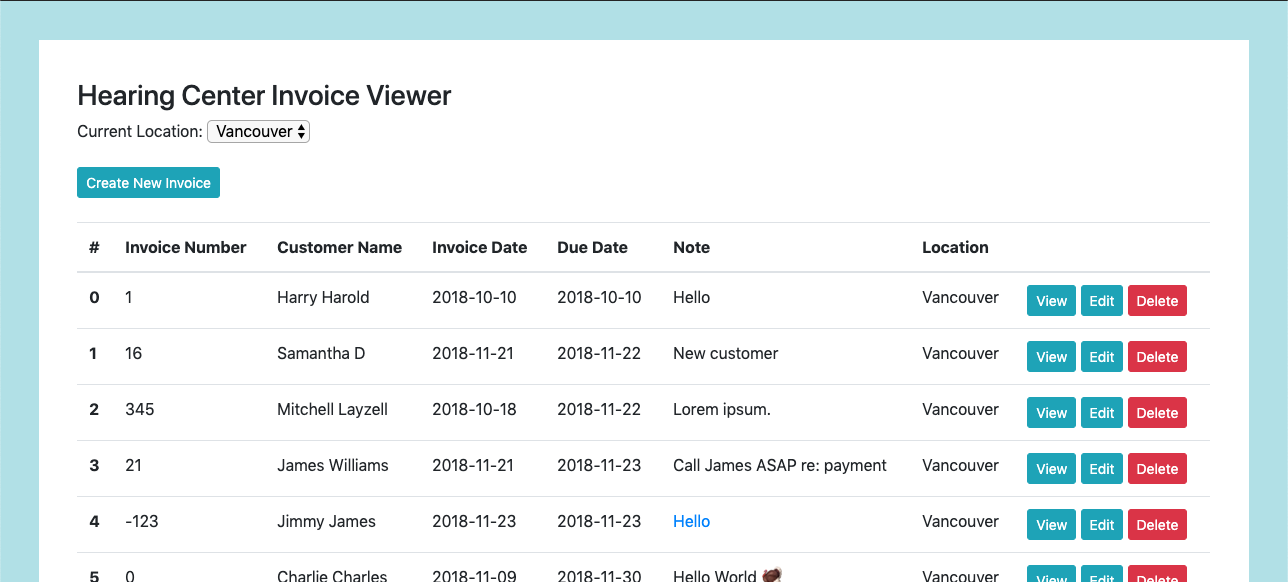 Hearing Center Invoice Viewer
Current Location: Vancouver
Create New Invoice
# Invoice Number Customer Name Invoice Date Due Date Note Location
0 1 Harry Harold 2018-10-10 2018-10-10 Hello Vancouver View Edit Delete
1 16 Samantha D 2018-11-21 2018-11-22 New customer Vancouver View Edit Delete
2 345 Mitchell Layzell 2018-10-18 2018-11-22 Lorem ipsum. Vancouver View Edit Delete
3 21 James Williams 2018-11-21 2018-11-23 Call James ASAP re: payment Vancouver View Edit Delete
4 -123 Jimmy James 2018-11-23 2018-11-23 Hello Vancouver View Edit Delete
5 0 Charlie Charles 2018-11-09 2018-11-30 Hello World Vancouver View Edit Delete